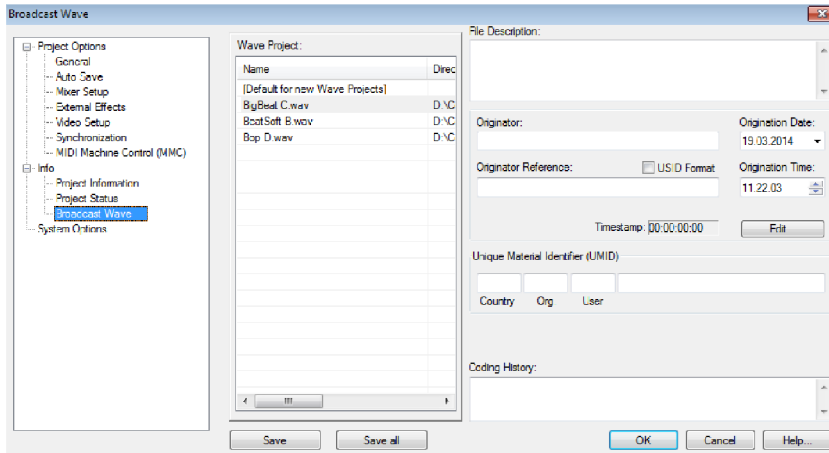 Broadcast Wave
Project Options
General
Auto Save
Mixer Setup
External Effects
Video Setup
Synchronization
MIDI Machine Control (MMC)
Info
Project Information
Project Status
Broadcast Wave
System Options
Wave Project:
Name Direc
[Default for new Wave Projects]
BigBeat C.wav D:\C
BeatSoft B.wav D:\C
Bop D.wav D:\C
Save Save all
File Description:
Originator: Origination Date:
19.03.2014
Originator Reference: USID Format Origination Time:
11.22.03
Timestamp: 00:00:00:00 Edit
Unique Material Identifier (UMID)
Country Org User
Coding History:
OK Cancel Help...